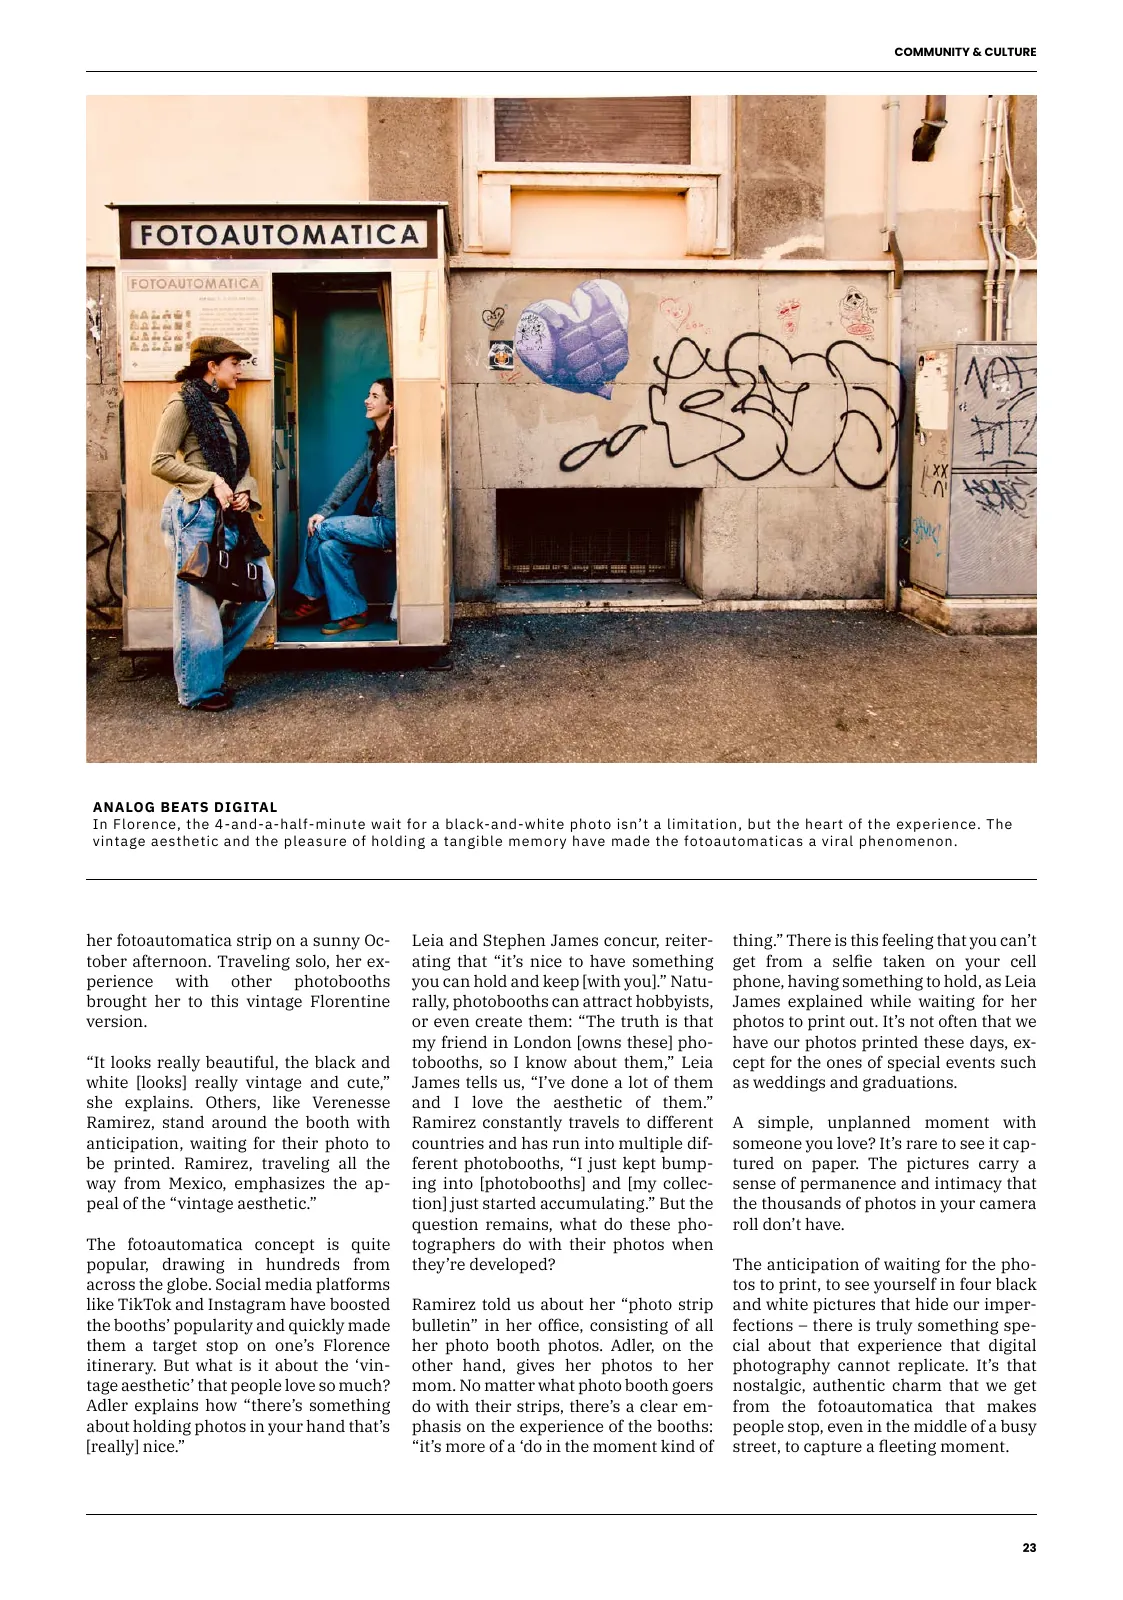 COMMUNITY & CULTURE
FOTOAUTOMATICA
FOTOAUTOMATICA
ANALOG BEATS DIGITAL
In Florence, the 4-and-a-half-minute wait for a black-and-white photo isn’t a limitation, but the heart of the experience. The
vintage aesthetic and the pleasure of holding a tangible memory have made the fotoautomaticas a viral phenomenon.
her fotoautomatica strip on a sunny Oc-
tober afternoon. Traveling solo, her ex-
perience with other photobooths
brought her to this vintage Florentine
version.
“It looks really beautiful, the black and
white [looks] really vintage and cute,”
she explains. Others, like Verenesse
Ramirez, stand around the booth with
anticipation, waiting for their photo to
be printed. Ramirez, traveling all the
way from Mexico, emphasizes the ap-
peal of the “vintage aesthetic.”
The fotoautomatica concept is quite
popular, drawing in hundreds from
across the globe. Social media platforms
like TikTok and Instagram have boosted
the booths’ popularity and quickly made
them a target stop on one’s Florence
itinerary. But what is it about the ‘vin-
tage aesthetic’ that people love so much?
Adler explains how “there’s something
about holding photos in your hand that’s
[really] nice.”
Leia and Stephen James concur, reiter-
ating that “it’s nice to have something
you can hold and keep [with you].” Natu-
rally, photobooths can attract hobbyists,
or even create them: “The truth is that
my friend in London [owns these] pho-
tobooths, so I know about them,” Leia
James tells us, “I’ve done a lot of them
and I love the aesthetic of them.”
Ramirez constantly travels to different
countries and has run into multiple dif-
ferent photobooths, “I just kept bump-
ing into [photobooths] and [my collec-
tion] just started accumulating.” But the
question remains, what do these pho-
tographers do with their photos when
they’re developed?
Ramirez told us about her “photo strip
bulletin” in her office, consisting of all
her photo booth photos. Adler, on the
other hand, gives her photos to her
mom. No matter what photo booth goers
do with their strips, there’s a clear em-
phasis on the experience of the booths:
“it’s more of a ‘do in the moment kind of
thing.” There is this feeling that you can’t
get from a selfie taken on your cell
phone, having something to hold, as Leia
James explained while waiting for her
photos to print out. It’s not often that we
have our photos printed these days, ex-
cept for the ones of special events such
as weddings and graduations.
A simple, unplanned moment with
someone you love? It’s rare to see it cap-
tured on paper. The pictures carry a
sense of permanence and intimacy that
the thousands of photos in your camera
roll don’t have.
The anticipation of waiting for the pho-
tos to print, to see yourself in four black
and white pictures that hide our imper-
fections – there is truly something spe-
cial about that experience that digital
photography cannot replicate. It’s that
nostalgic, authentic charm that we get
from the fotoautomatica that makes
people stop, even in the middle of a busy
street, to capture a fleeting moment.
23